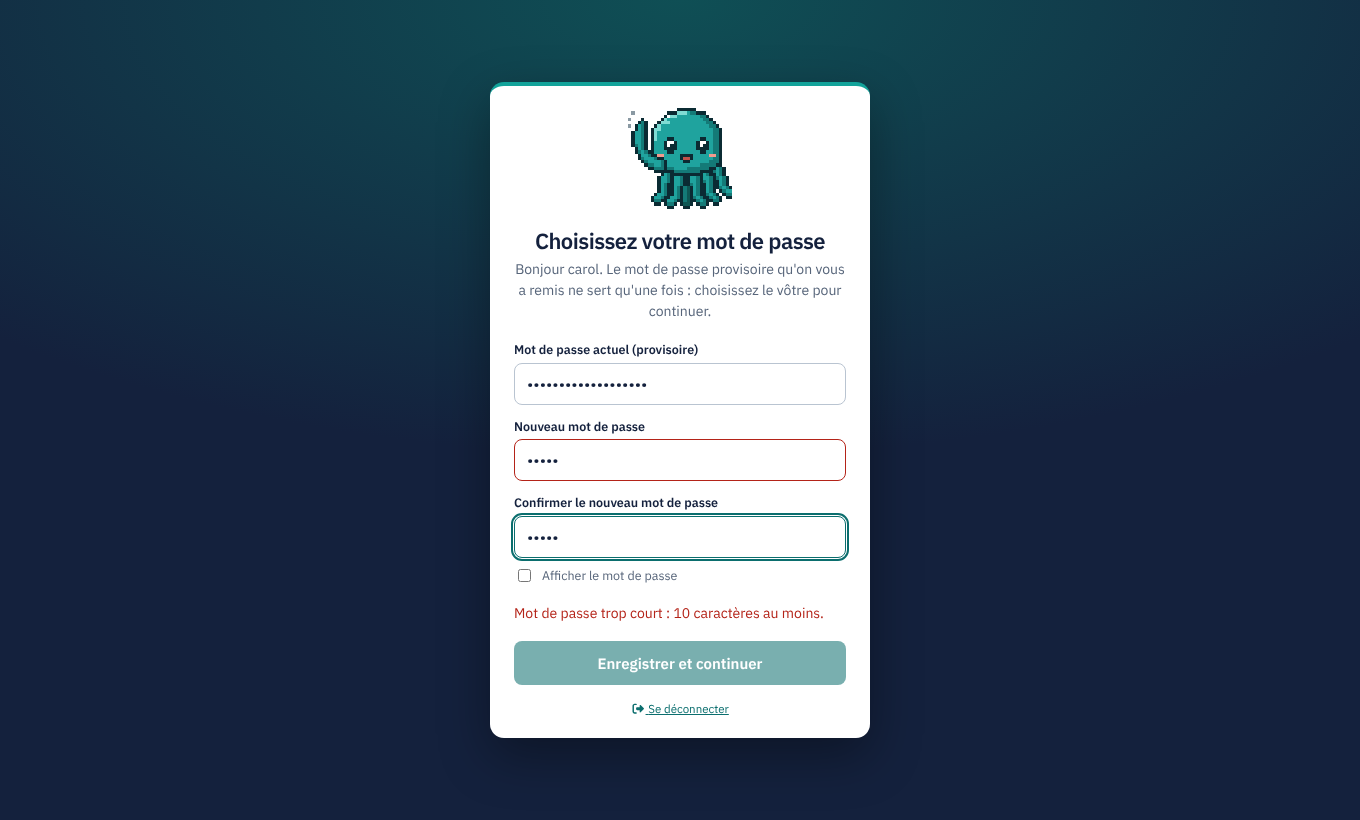 Choisissez votre mot de passe
Bonjour carol. Le mot de passe provisoire qu'on vous
a remis ne sert qu'une fois : choisissez le vôtre pour
continuer.
Mot de passe actuel (provisoire)
•••••••••••••••••••
Nouveau mot de passe
•••••
Confirmer le nouveau mot de passe
•••••
Afficher le mot de passe
Mot de passe trop court : 10 caractères au moins.
Enregistrer et continuer
Se déconnecter